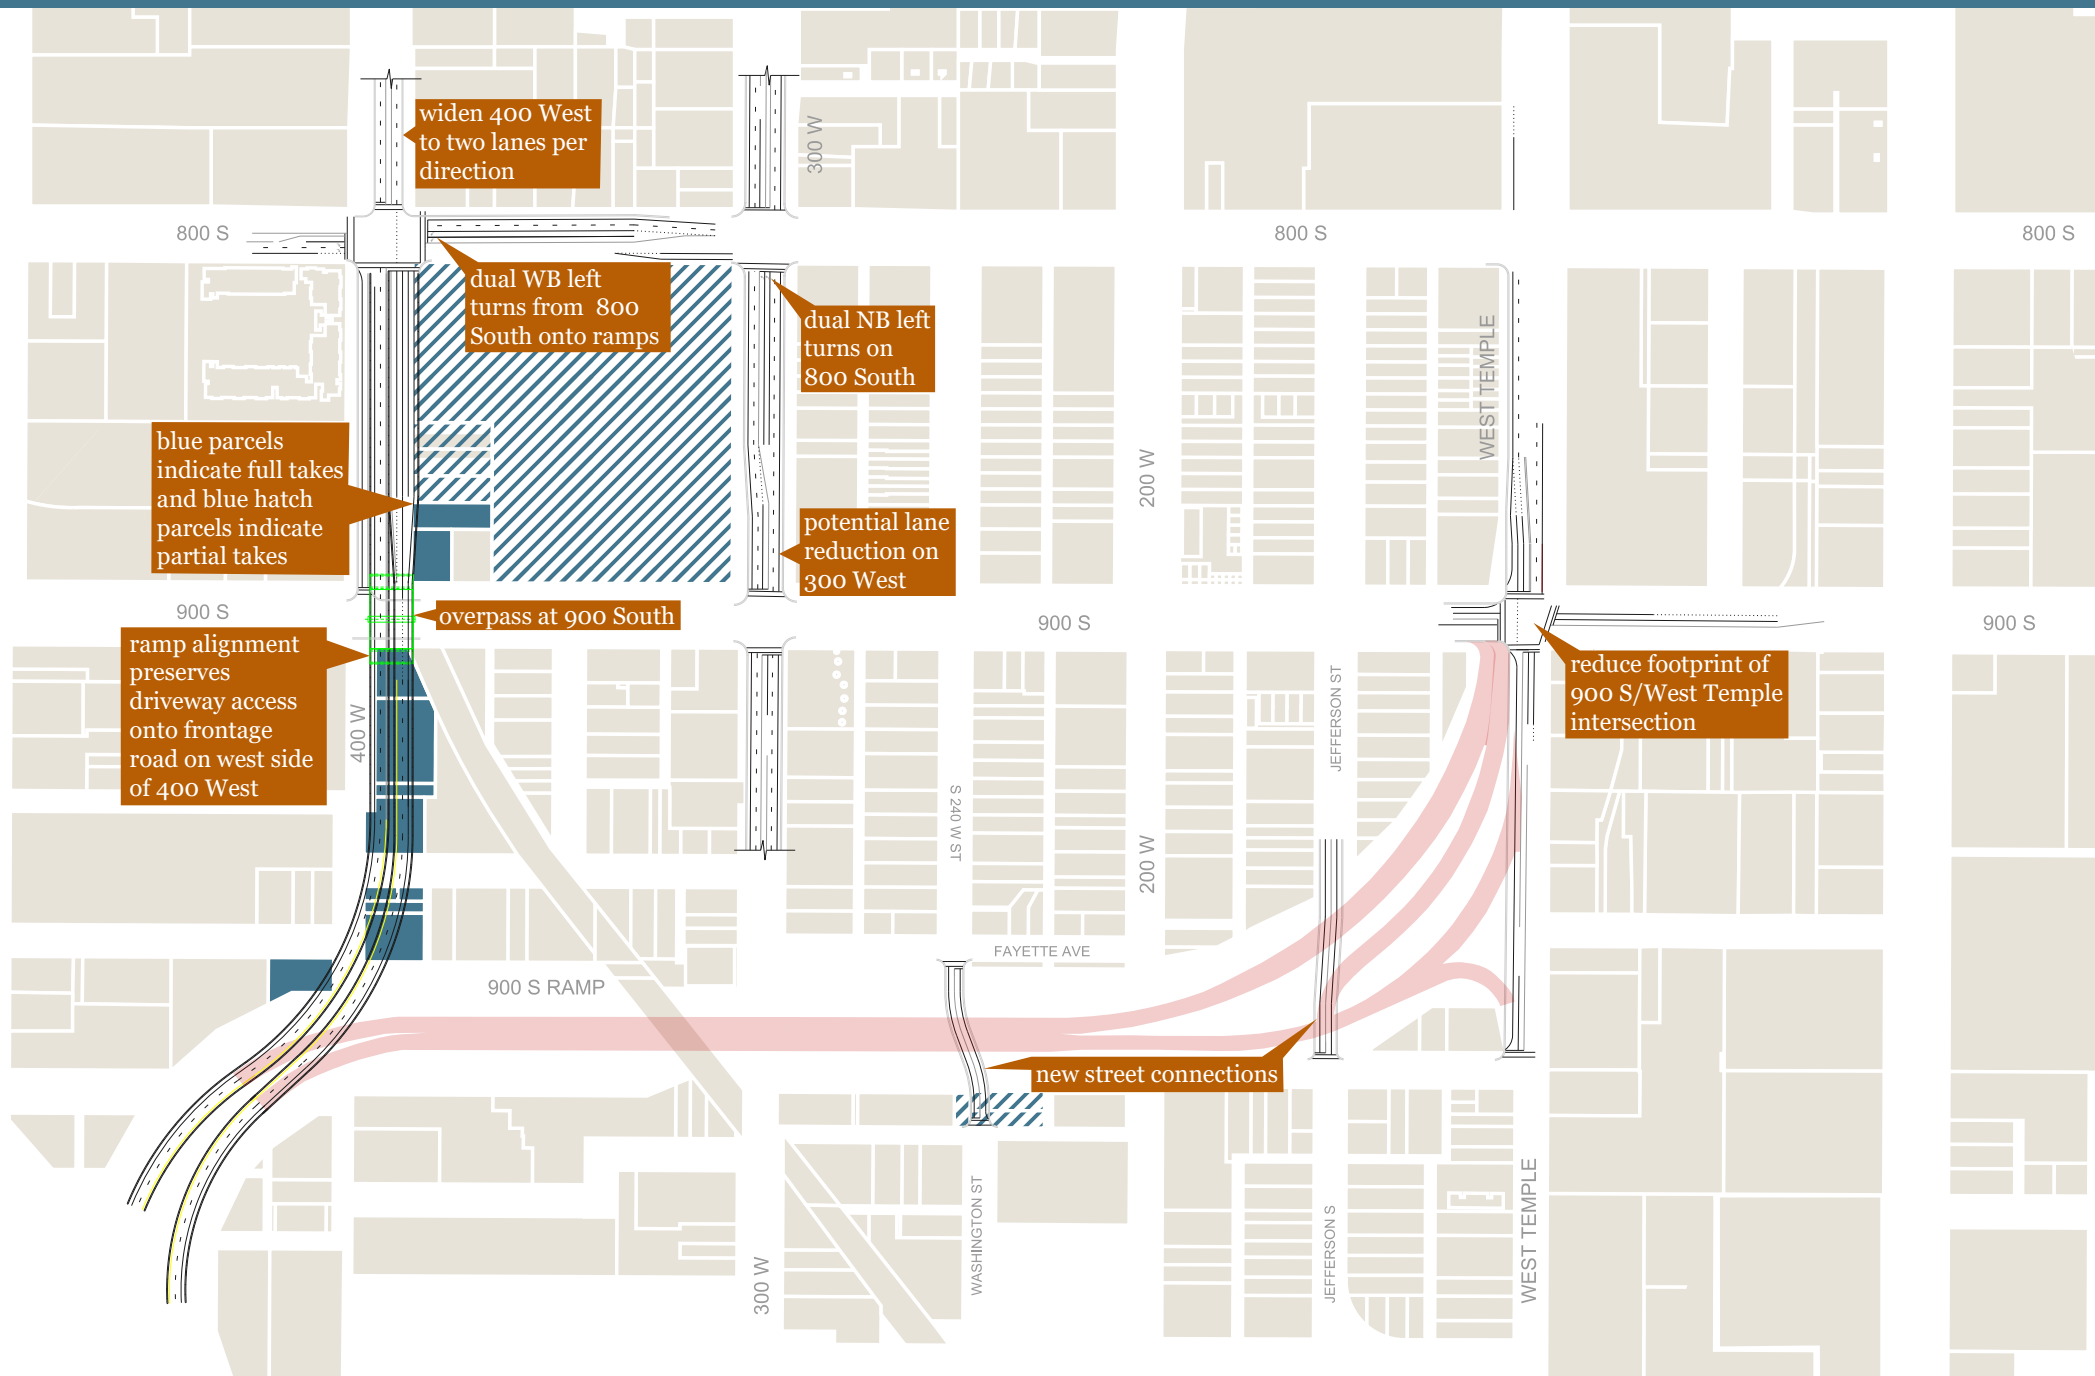 widen 400 West
to two lanes per
direction
300 W
800 S
800 S
800 S
dual WB left
turns from 800
South onto ramps
dual NB left
turns on
800 South
WEST TEMPLE
blue parcels
indicate full takes
and blue hatch
parcels indicate
partial takes
200 W
potential lane
reduction on
300 West
900 S
overpass at 900 South
900 S
900 S
ramp alignment
preserves
driveway access
onto frontage
road on west side
of 400 West
400 W
reduce footprint of
900 S/West Temple
intersection
JEFFERSON ST
S 240 W ST
200 W
FAYETTE AVE
900 S RAMP
new street connections
WASHINGTON ST
300 W
JEFFERSON S
WEST TEMPLE